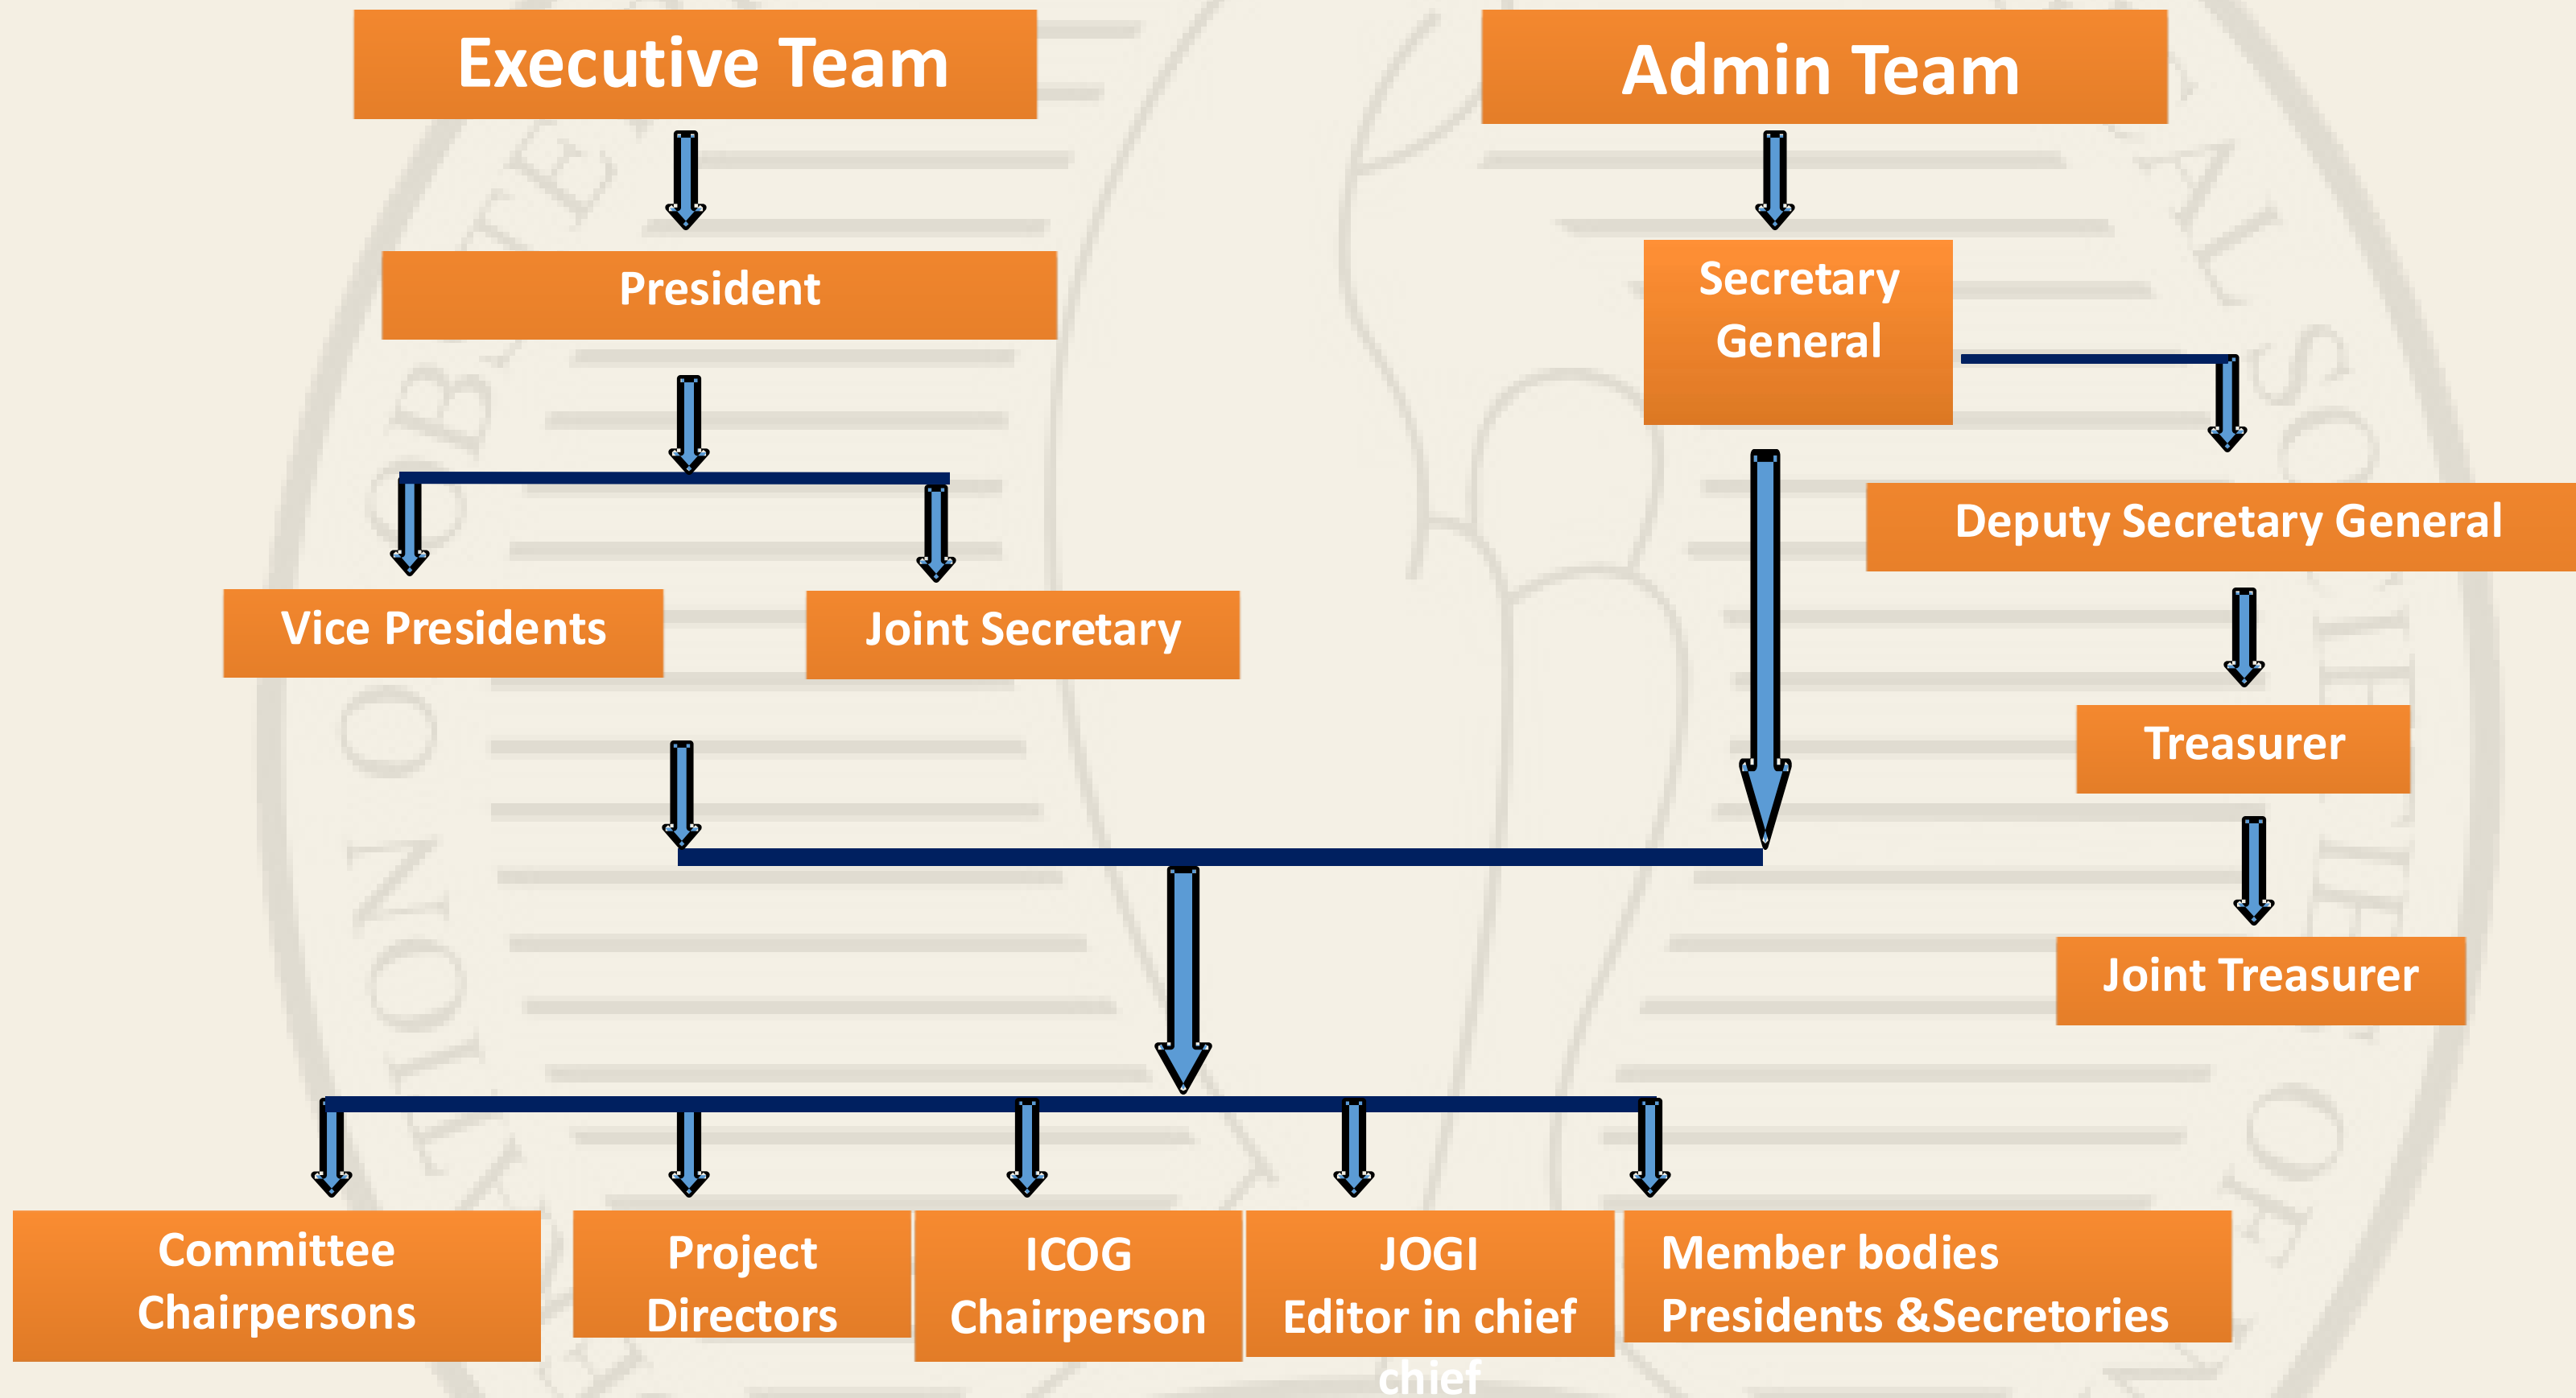 Executive Team
Admin Team
President
Secretary
General
Deputy Secretary General
Vice Presidents
Joint Secretary
Treasurer
Joint Treasurer
Committee
Chairpersons
Project
Directors
ICOG
Chairperson
JOGI
Editor in chief
chief
Member bodies
Presidents &Secretories